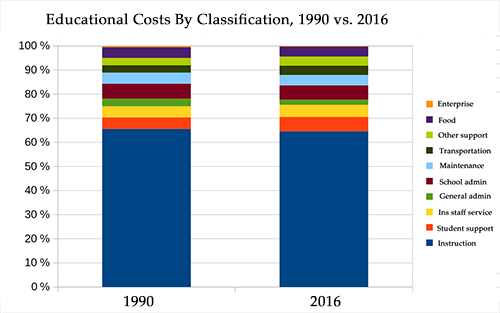 Educational Costs By Classification, 1990 vs. 2016
100 %
90 %
80 %
70 %
60 %
50 %
40 %
30 %
20 %
10 %
0 %
1990
2016
Enterprise
Food
Other support
Transportation
Maintenance
School admin
General admin
Ins staff service
Student support
Instruction